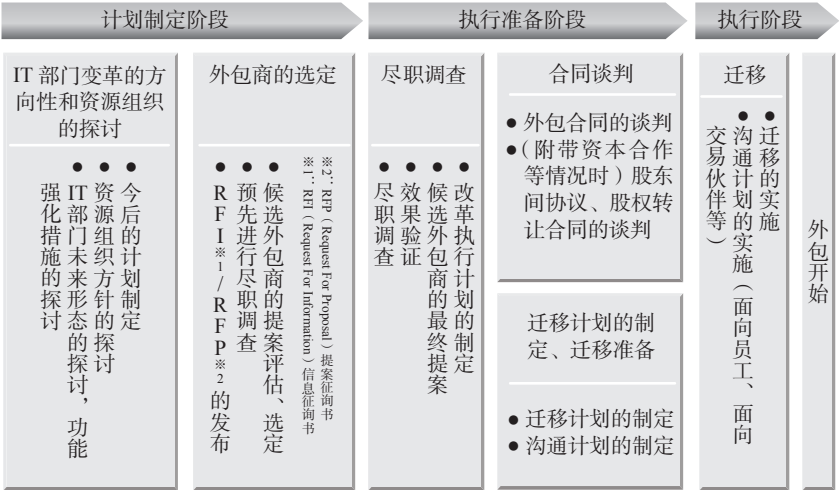 计划制定阶段
执行准备阶段
执行阶段
IT 部门变革的方
向性和资源组织
的探讨
● IT部门未来形态的探讨，功能
强化措施的探讨
● 资源组织方针的探讨
● 今后的计划制定
外包商的选定
● RFI※1/RFP※2的发布
● 预先进行尽职调查
● 候选外包商的提案评估、选定
※1：RFI（Request For Information）信息征询书
※2：RFP（Request For Proposal）提案征询书
尽职调查
● 尽职调查
● 效果验证
● 候选外包商的最终提案
● 改革执行计划的制定
合同谈判
● 外包合同的谈判
●（附带资本合作
等情况时）股东
间协议、股权转
让合同的谈判
迁移计划的制
定、迁移准备
● 迁移计划的制定
● 沟通计划的制定
迁移
● 迁移的实施
● 沟通计划的实施（面向员工、面向
交易伙伴等）
外包开始